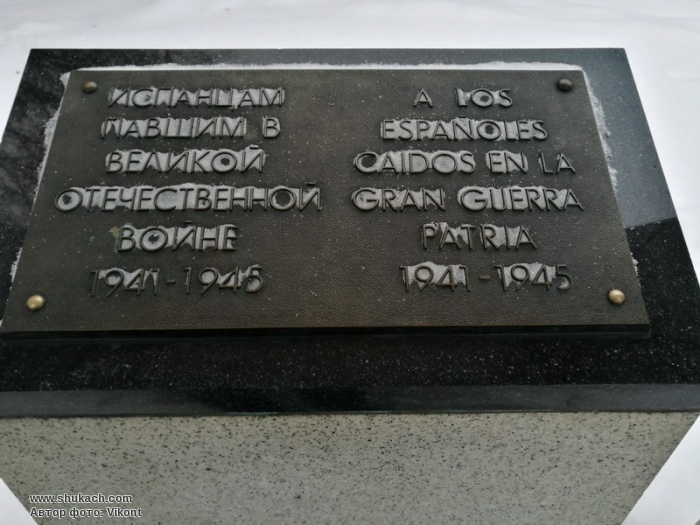 ИСПАНЦАМ
ПАВШИМ В
ВЕЛИКОЙ
ОТЕЧЕСТВЕННОЙ
ВОЙНЕ
1941-1945
A LOS
ESPAÑOLES
CAIDOS EN LA
GRAN GUERRA
PATRIA
1941-1945
www.shukach.com
Автор фото: Vikont